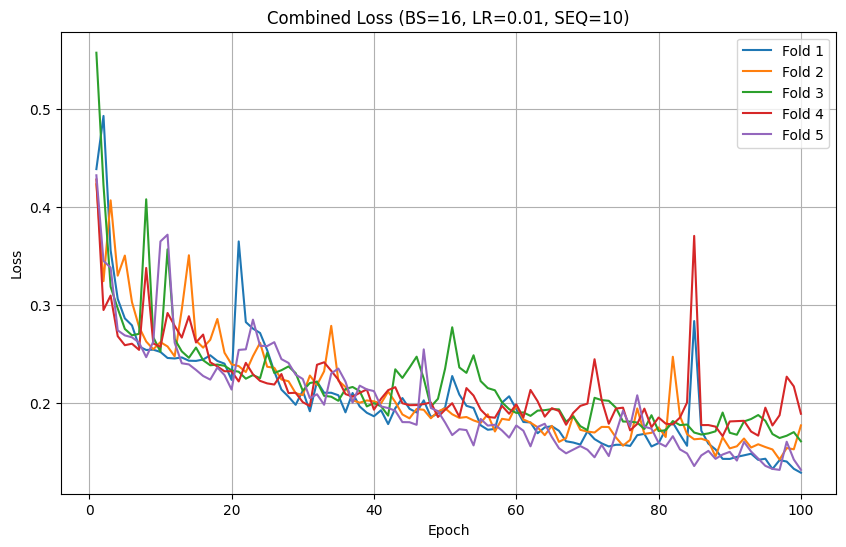 Combined Loss (BS=16, LR=0.01, SEQ=10)
Fold 1
Fold 2
Fold 3
Fold 4
Fold 5
0.5
0.4
0.3
0.2
Loss
0
20
40
60
80
100
Epoch